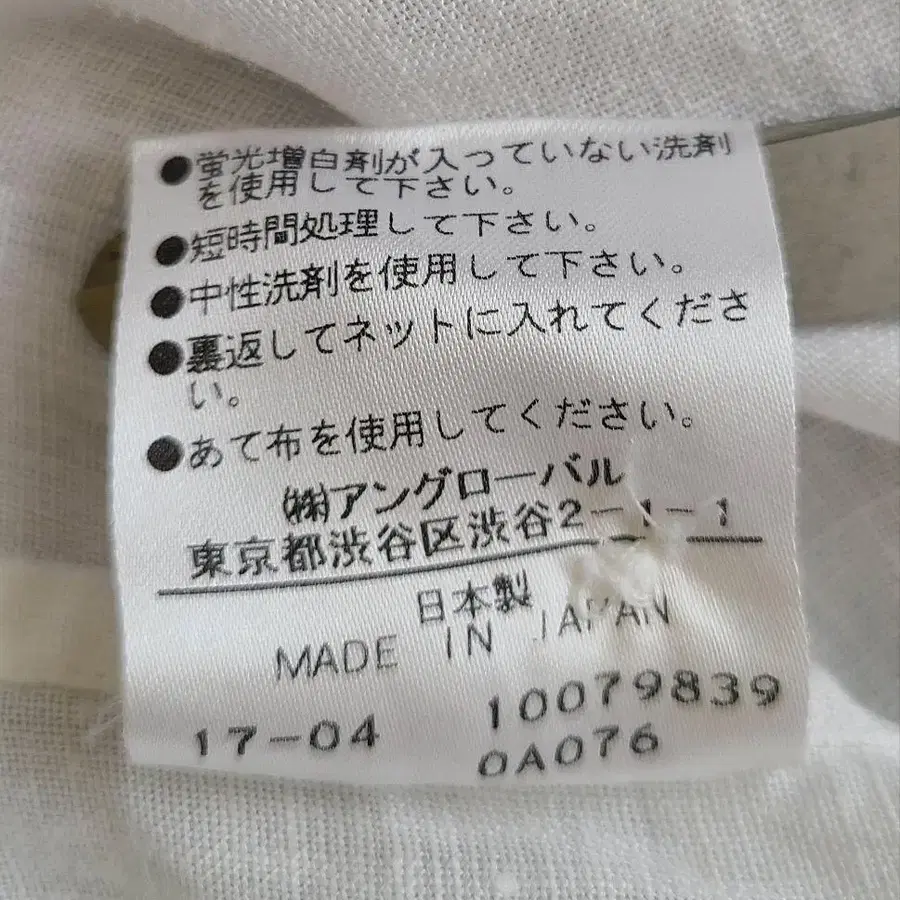 ●蛍光増白剤が入っていない洗剤
を使用して下さい。
●短時間処理して下さい。
●中性洗剤を使用して下さい。
●裏返してネットに入れてくださ
い。
●あて布を使用してください。
㈱アングローバル
東京都渋谷区渋谷2-1-1
日本製
MADE IN JAPAN
17-04 10079839
0A076